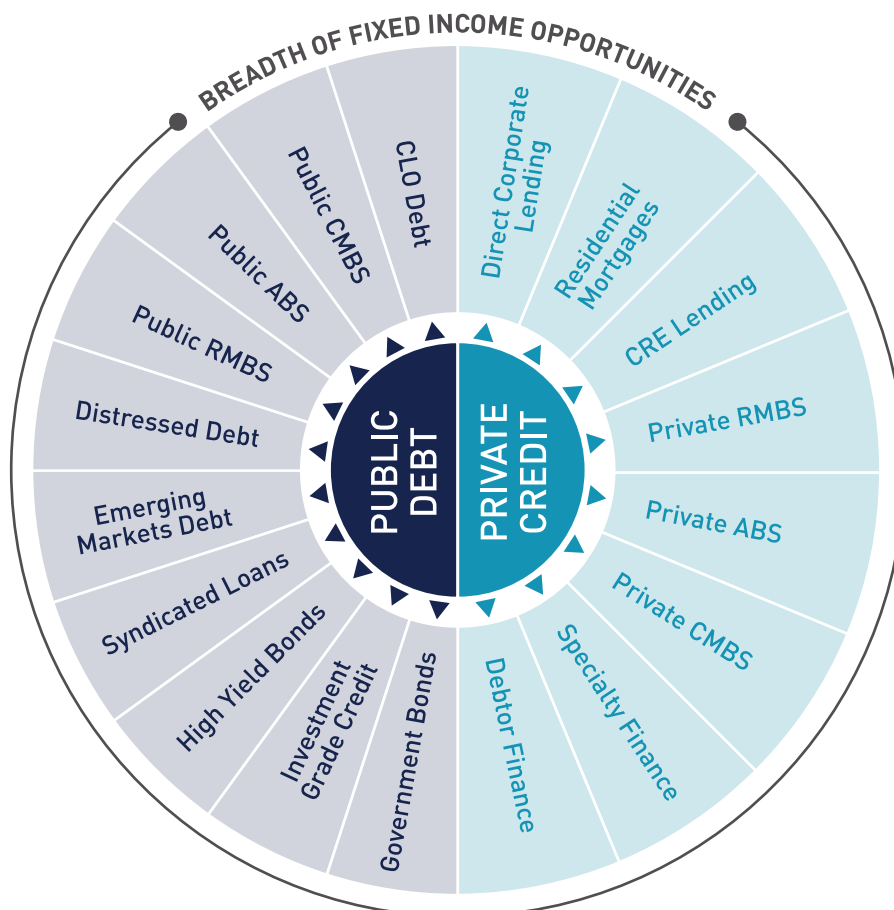 BREADTH OF FIXED INCOME OPPORTUNITIES
PUBLIC
DEBT
PRIVATE
CREDIT
Direct Corporate
Lending
Residential
Mortgages
CRE Lending
Private RMBS
Private ABS
Private CMBS
Specialty Finance
Debtor Finance
Government Bonds
Investment
Grade Credit
High Yield Bonds
Syndicated Loans
Emerging
Markets Debt
Distressed Debt
Public RMBS
Public ABS
Public CMBS
CLO Debt